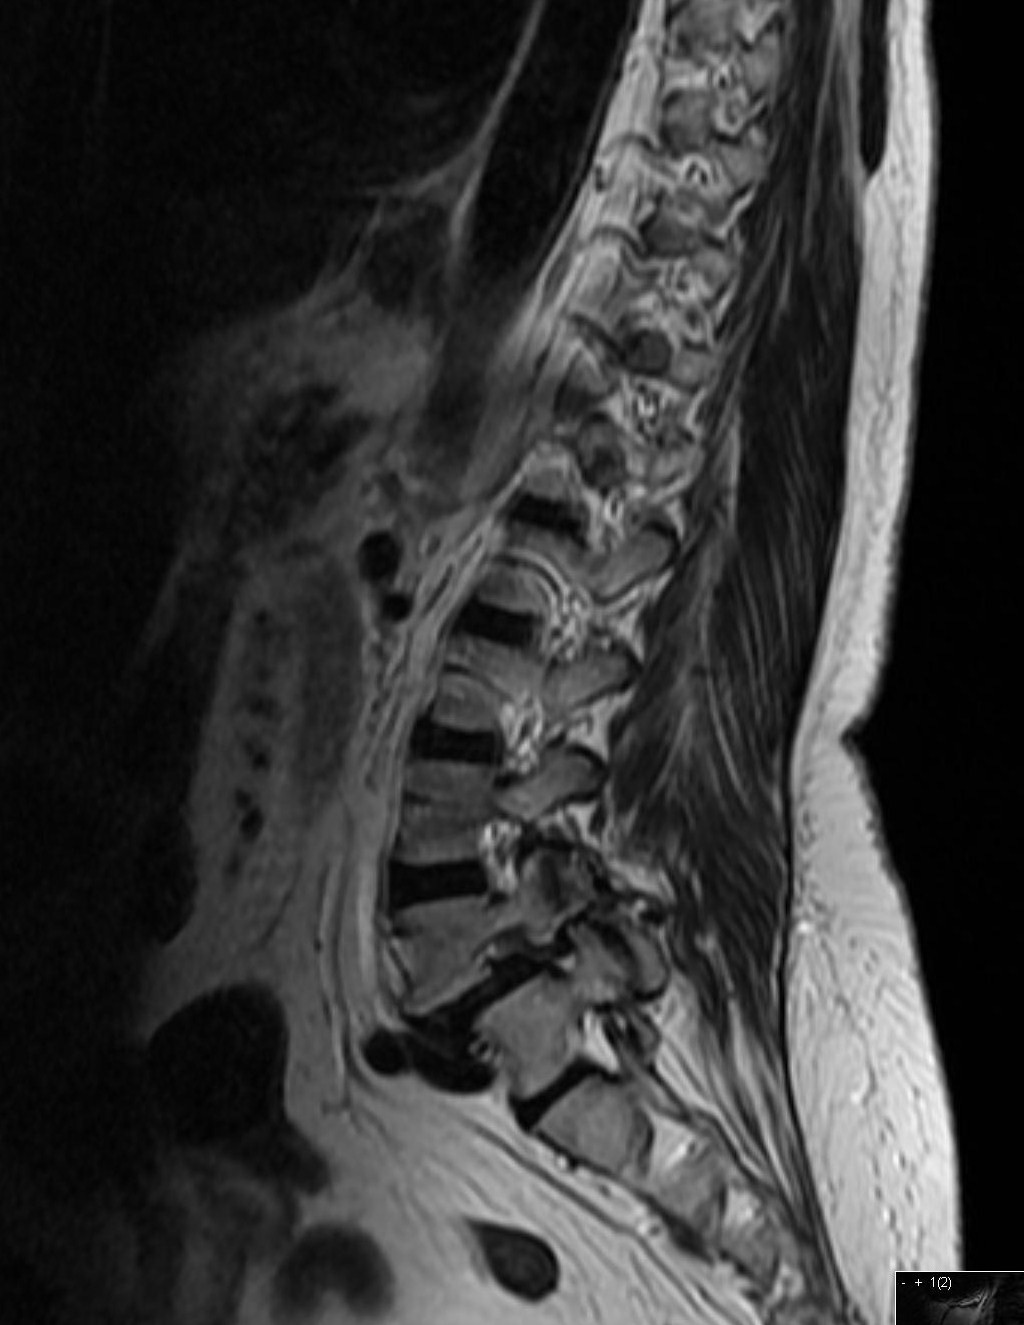 - + 1(2)